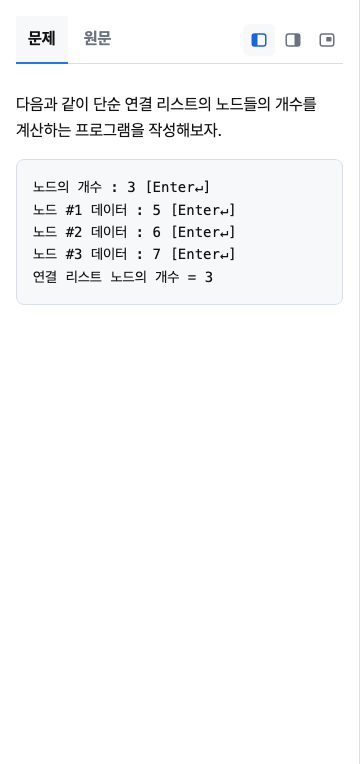 문제 원문
다음과 같이 단순 연결 리스트의 노드들의 개수를
계산하는 프로그램을 작성해보자.
노드의 개수 : 3 [Enter↵]
노드 #1 데이터 : 5 [Enter↵]
노드 #2 데이터 : 6 [Enter↵]
노드 #3 데이터 : 7 [Enter↵]
연결 리스트 노드의 개수 = 3